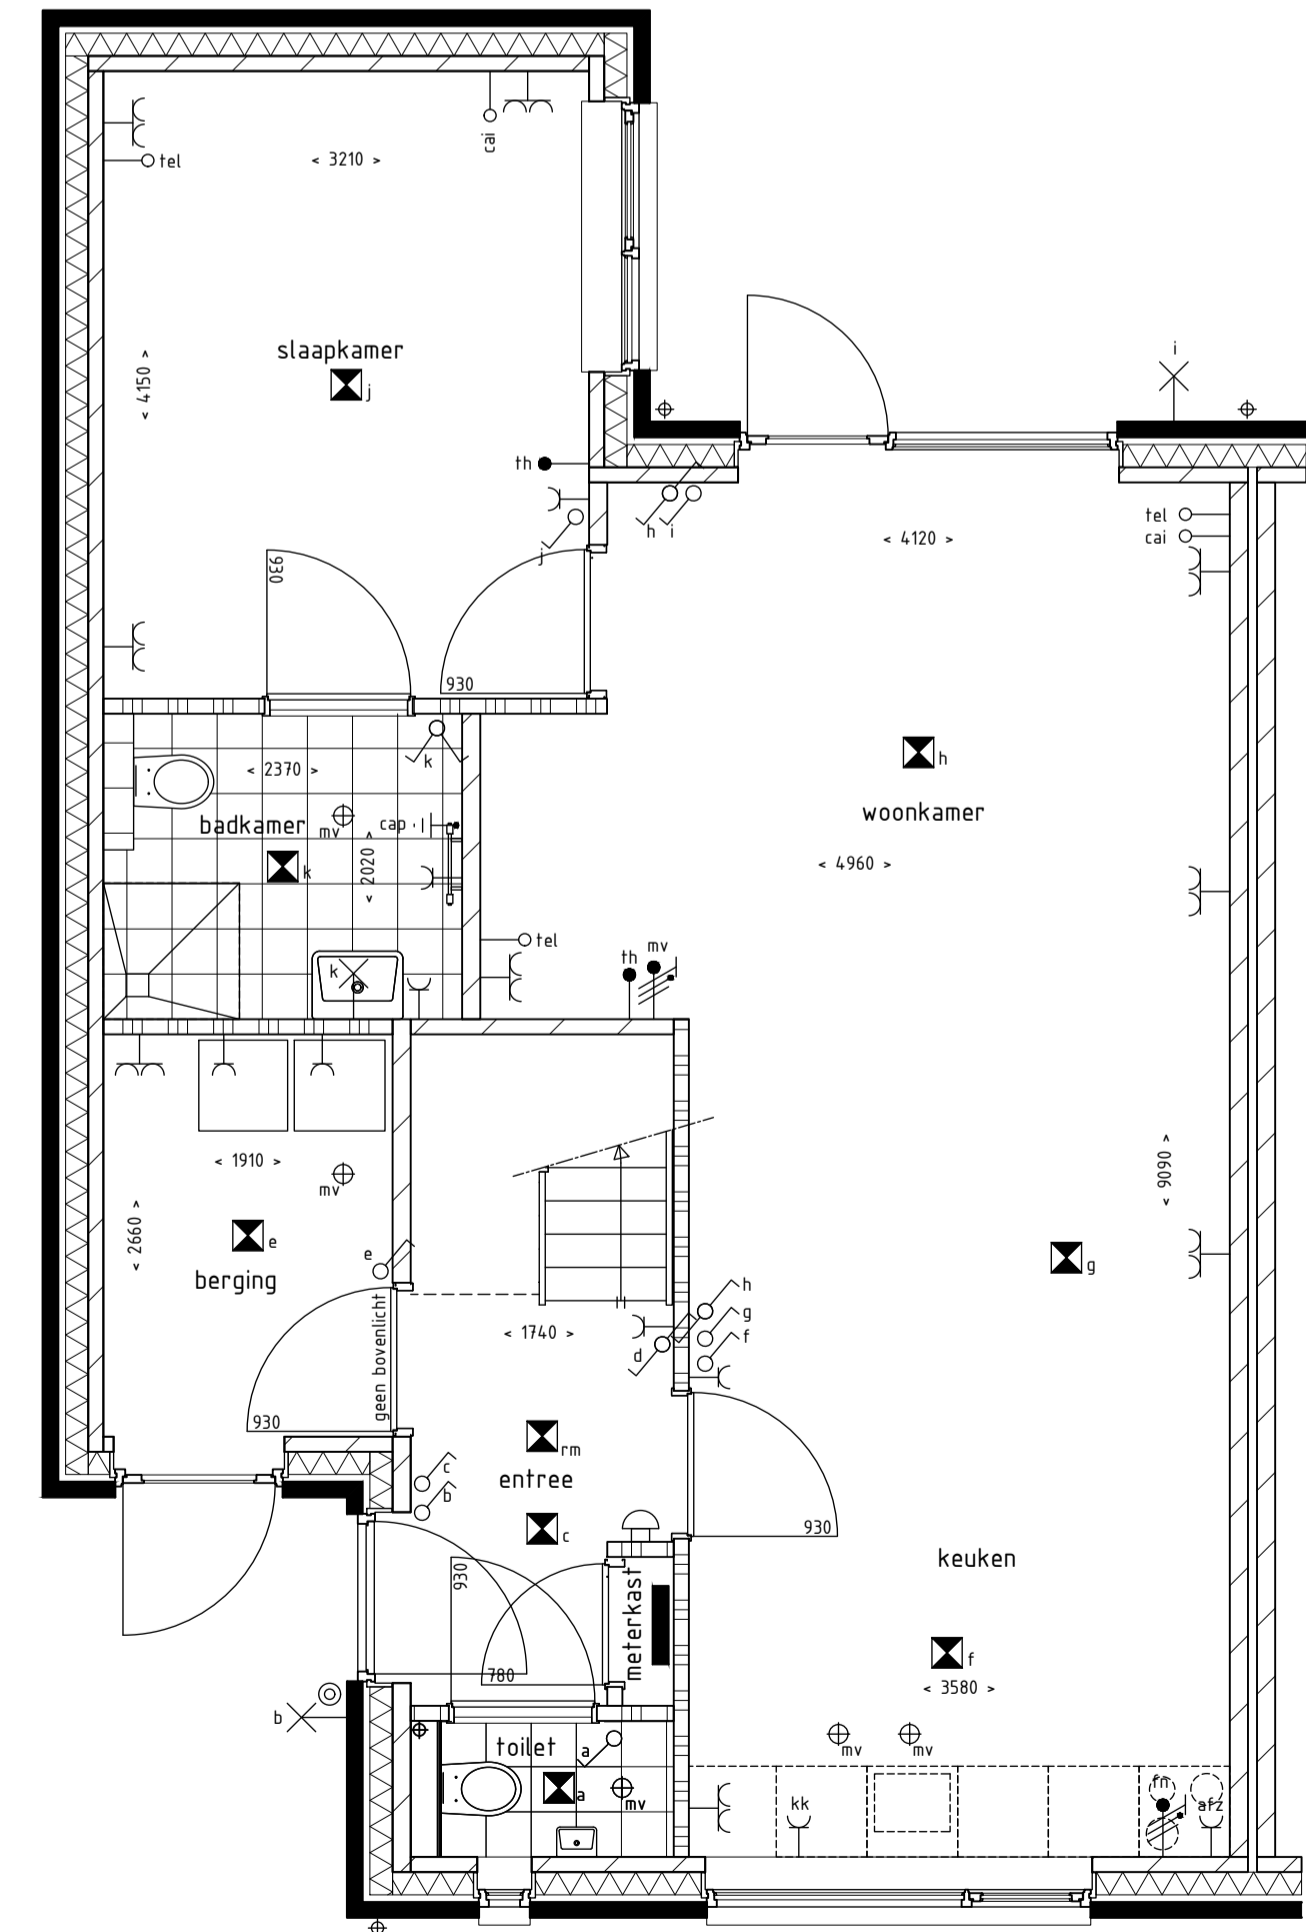 cai
tel
< 3210 >
slaapkamer
j
< 4150 >
i
th
h i
j
tel
cai
< 4120 >
930
930
k
< 2370 >
badkamer
mv
cap
k
< 2020 >
h
woonkamer
< 4960 >
k
tel
th
mv
< 1910 >
mv
< 2660 >
e
e
berging
< 9090 >
g
h
g
f
d
< 1740 >
geen bovenlicht
930
rm
entree
c
b
c
930
930
780
meterkast
keuken
f
< 3580 >
b
toilet
a
a
mv
mv
mv
kk
fn
afz